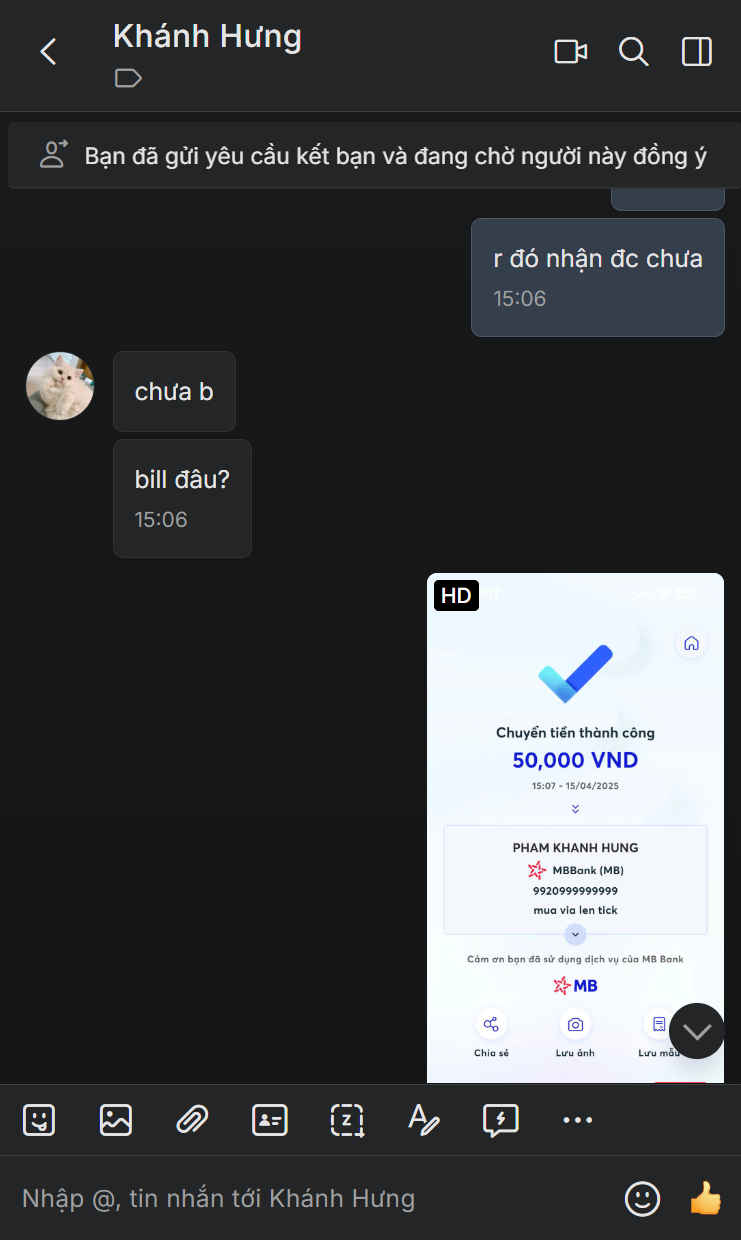 Khánh Hưng
Bạn đã gửi yêu cầu kết bạn và đang chờ người này đồng ý
r đó nhận đc chưa
15:06
chưa b
bill đâu?
15:06
HD
Chuyển tiền thành công
50,000 VND
15:07 - 15/04/2025
PHAM KHANH HUNG
MBBank (MB)
9920999999999
mua via len tick
Cảm ơn bạn đã sử dụng dịch vụ của MB Bank
MB
Chia sẻ
Lưu ảnh
Lưu mẫu
Nhập @, tin nhắn tới Khánh Hưng